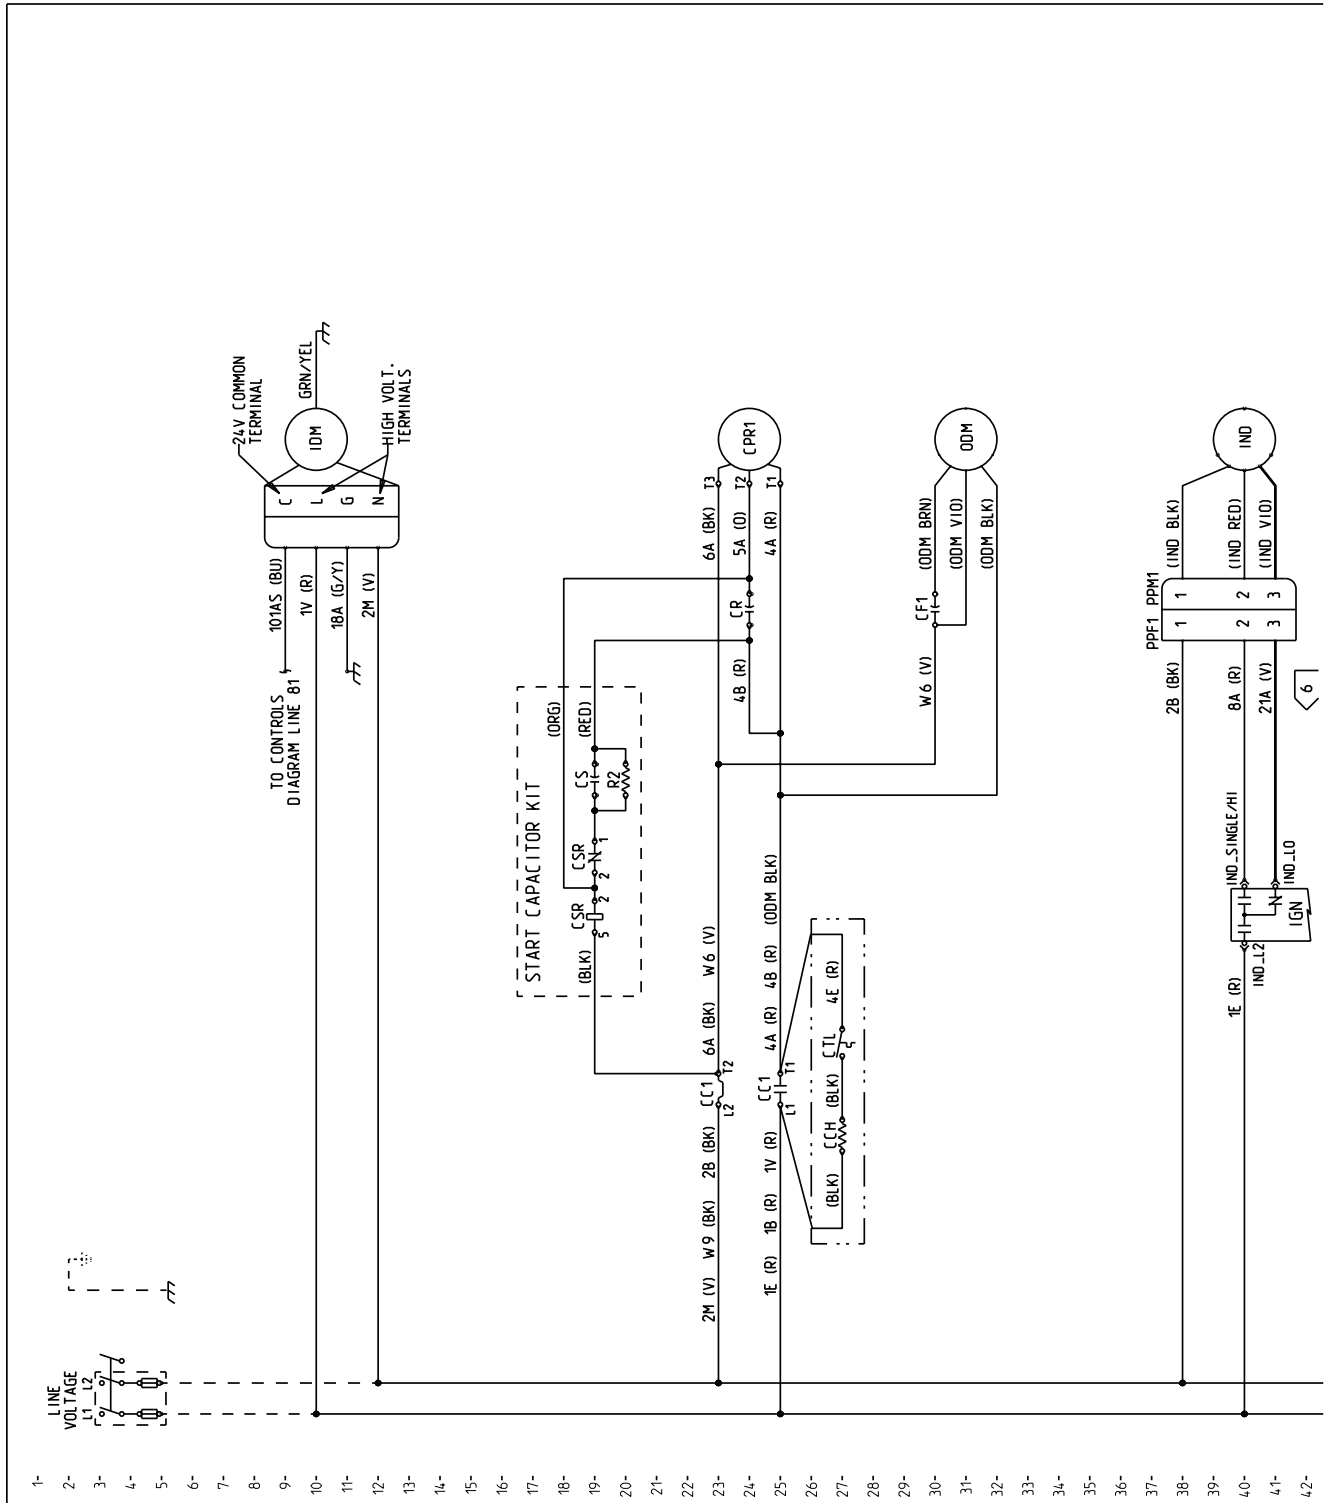 LINE
VOLTAGE
L1 L2
24V COMMON
TERMINAL
GRN/YEL
IDM
HIGH VOLT.
TERMINALS
C
L
G
N
101AS (BU)
1V (R)
18A (G/Y)
2M (V)
TO CONTROLS
DIAGRAM LINE 81
START CAPACITOR KIT
(ORG)
(RED)
CS
R2
CSR
1
2
CSR
2
5
(BLK)
CPR1
T3
T2
T1
6A (BK)
5A (O)
4A (R)
CR
4B (R)
2M (V) W9 (BK) 2B (BK)
CC1
L2
T2
6A (BK) W6 (V)
1E (R) 1B (R) 1V (R)
CC1
L1
T1
4A (R) 4B (R) (ODM BLK)
(BLK)
CCH
(BLK)
CTL
4E (R)
ODM
(ODM BRN)
(ODM VIO)
(ODM BLK)
CF1
W6 (V)
IND
(IND BLK)
(IND RED)
(IND VIO)
PPF1 PPM1
1 1
2 2
3 3
2B (BK)
8A (R)
21A (V)
6
IND_SINGLE/HI
IND_LO
IGN
IND_L2
1E (R)
1-
2-
3-
4-
5-
6-
7-
8-
9-
10-
11-
12-
13-
14-
15-
16-
17-
18-
19-
20-
21-
22-
23-
24-
25-
26-
27-
28-
29-
30-
31-
32-
33-
34-
35-
36-
37-
38-
39-
40-
41-
42-